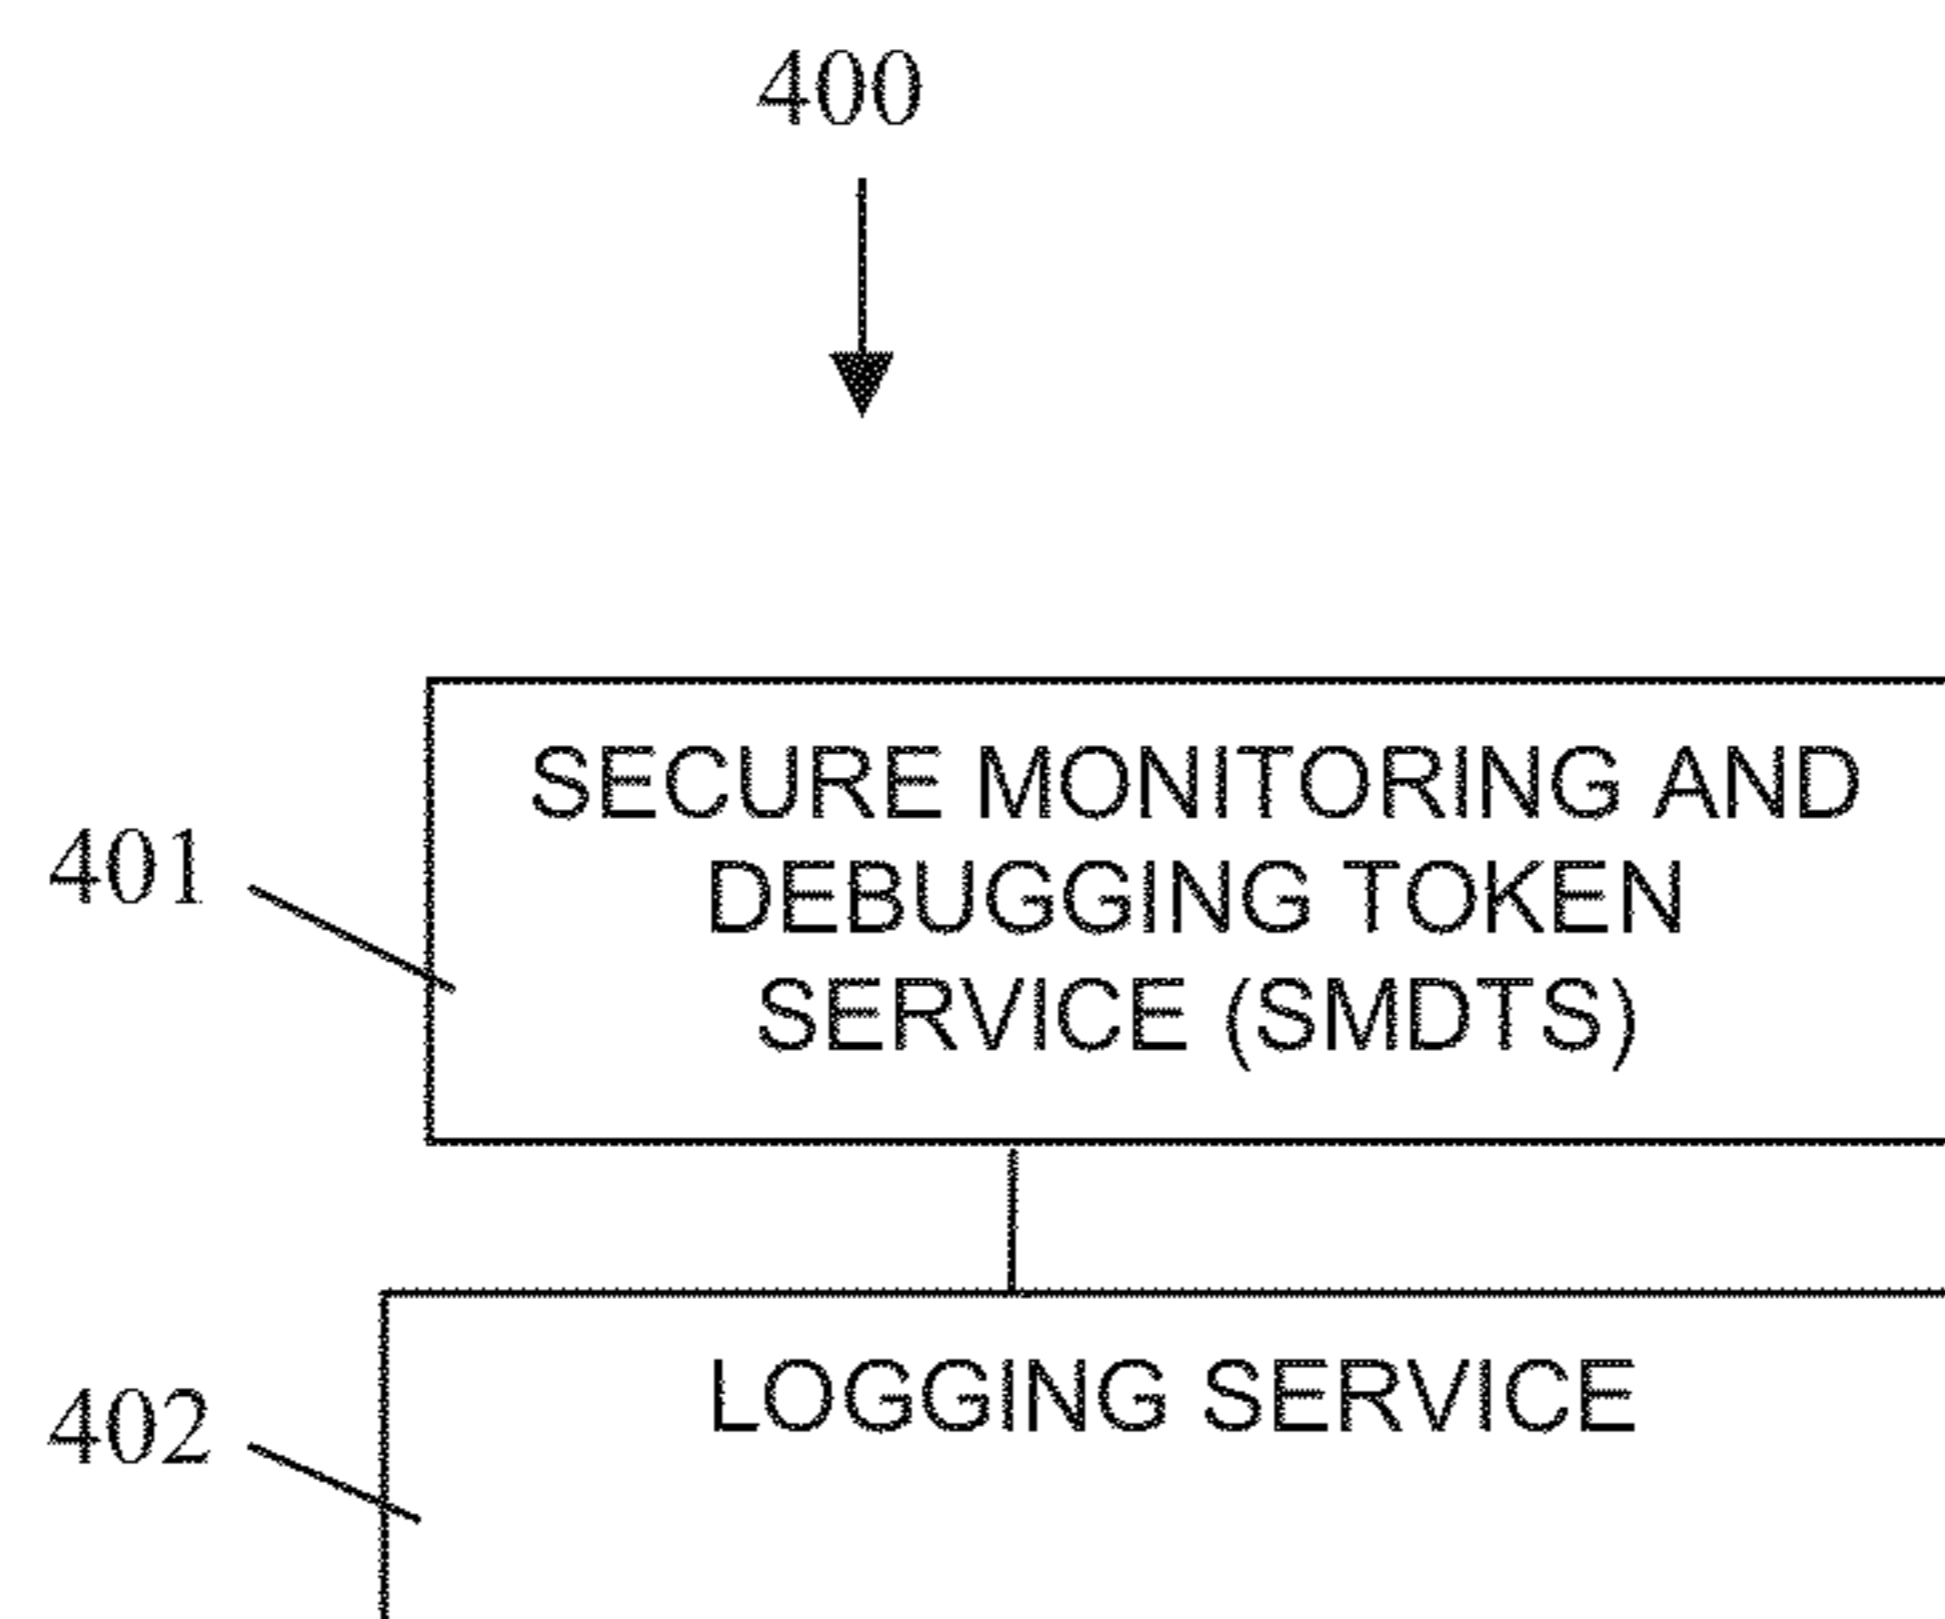 400
401
SECURE MONITORING AND
DEBUGGING TOKEN
SERVICE (SMDTS)
402
LOGGING SERVICE